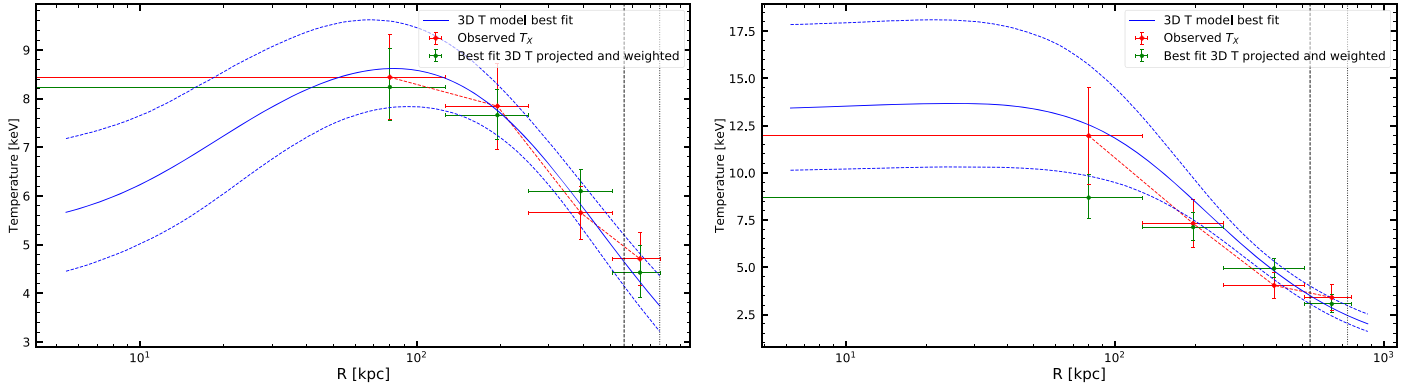 3D T model best fit
Observed T_X
Best fit 3D T projected and weighted
Temperature [keV]
9
8
7
6
5
4
3
10^1
10^2
R [kpc]
3D T model best fit
Observed T_X
Best fit 3D T projected and weighted
Temperature [keV]
17.5
15.0
12.5
10.0
7.5
5.0
2.5
10^1
10^2
10^3
R [kpc]